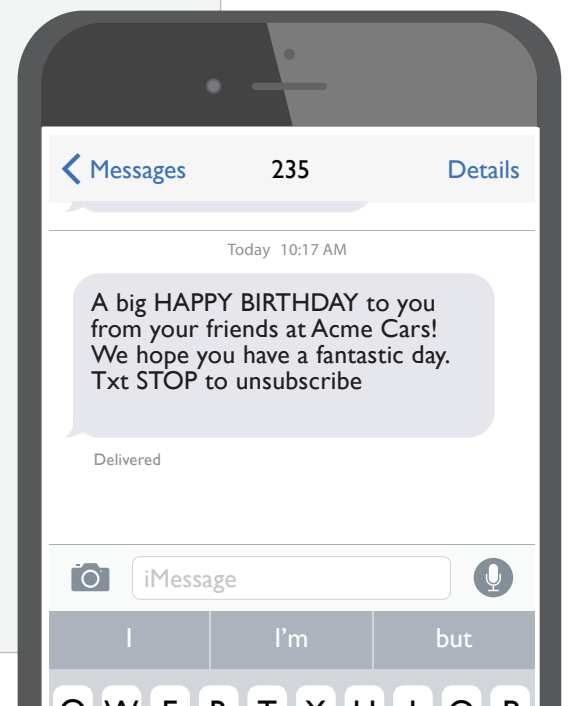 Messages 235 Details
Today 10:17 AM
A big HAPPY BIRTHDAY to you
from your friends at Acme Cars!
We hope you have a fantastic day.
Txt STOP to unsubscribe
Delivered
iMessage
I I'm but